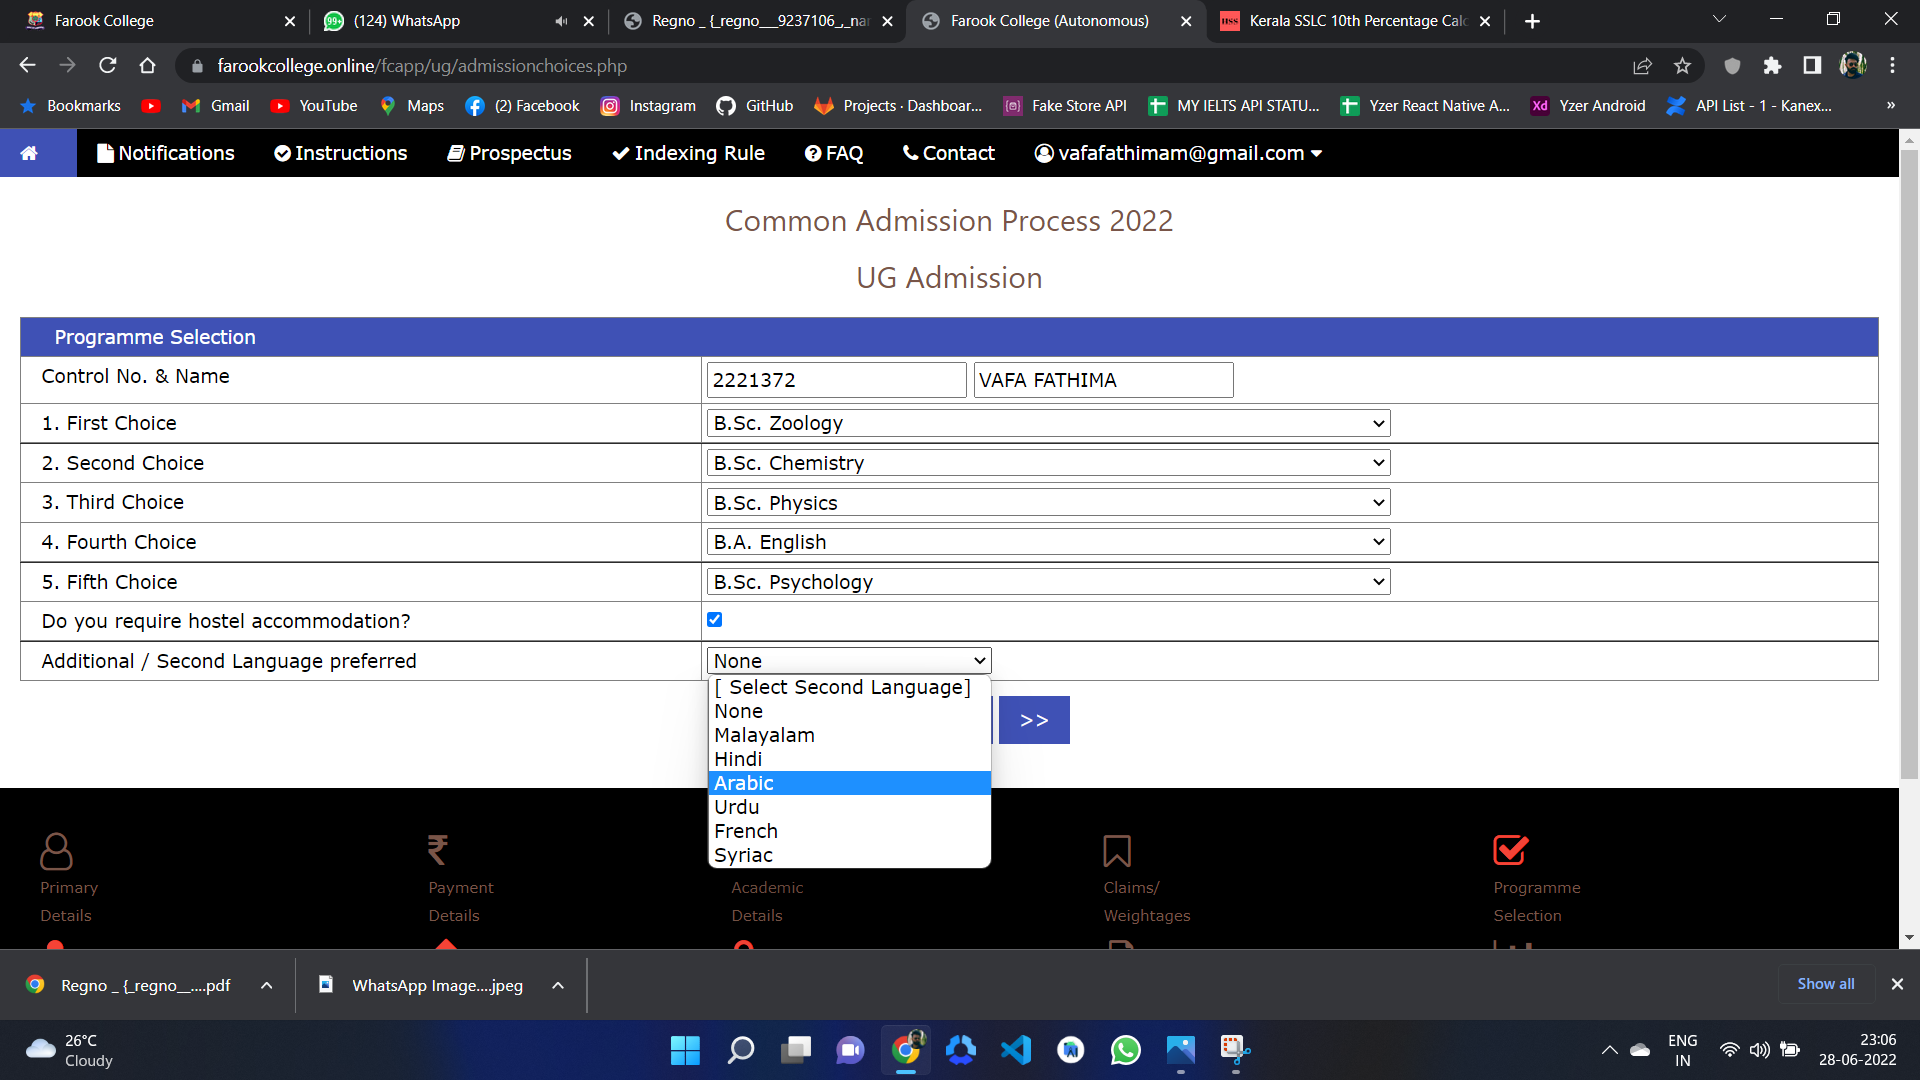 Farook College
(124) WhatsApp
Regno _ {_regno___9237106_,_nar
Farook College (Autonomous)
Kerala SSLC 10th Percentage Calc
farookcollege.online/fcapp/ug/admissionchoices.php
Bookmarks
Gmail
YouTube
Maps
(2) Facebook
Instagram
GitHub
Projects · Dashboar...
Fake Store API
MY IELTS API STATU...
Yzer React Native A...
Yzer Android
API List - 1 - Kanex...
»
Notifications
Instructions
Prospectus
Indexing Rule
FAQ
Contact
vafafathimam@gmail.com
Common Admission Process 2022
UG Admission
Programme Selection
Control No. & Name 2221372 VAFA FATHIMA
1. First Choice B.Sc. Zoology
2. Second Choice B.Sc. Chemistry
3. Third Choice B.Sc. Physics
4. Fourth Choice B.A. English
5. Fifth Choice B.Sc. Psychology
Do you require hostel accommodation?
Additional / Second Language preferred None
[ Select Second Language]
None
Malayalam
Hindi
Arabic
Urdu
French
Syriac
>>
Primary
Details
Payment
Details
Academic
Details
Claims/
Weightages
Programme
Selection
Regno _ {_regno__....pdf
WhatsApp Image....jpeg
Show all
26°C
Cloudy
ENG
IN
23:06
28-06-2022